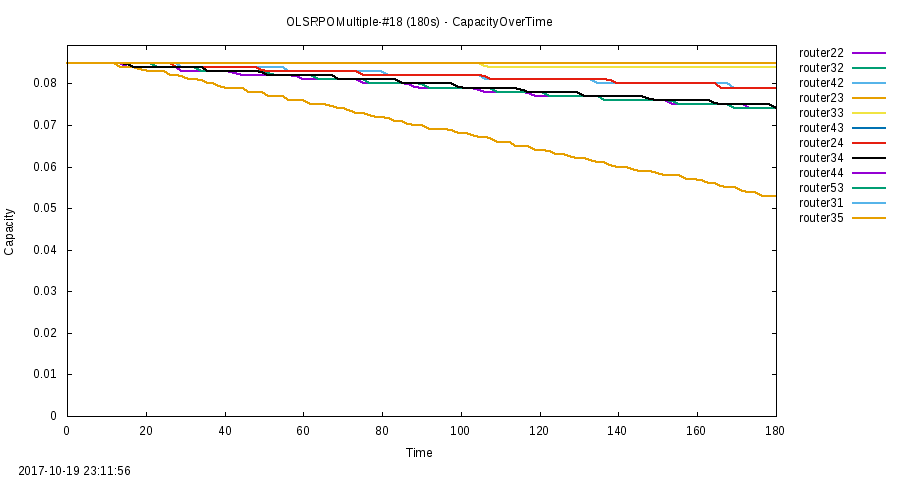 OLSRPOMultiple-#18 (180s) - CapacityOverTime
router22
router32
router42
router23
router33
router43
router24
router34
router44
router53
router31
router35
0.08
0.07
0.06
0.05
0.04
0.03
0.02
0.01
0
Capacity
0 20 40 60 80 100 120 140 160 180
Time
2017-10-19 23:11:56